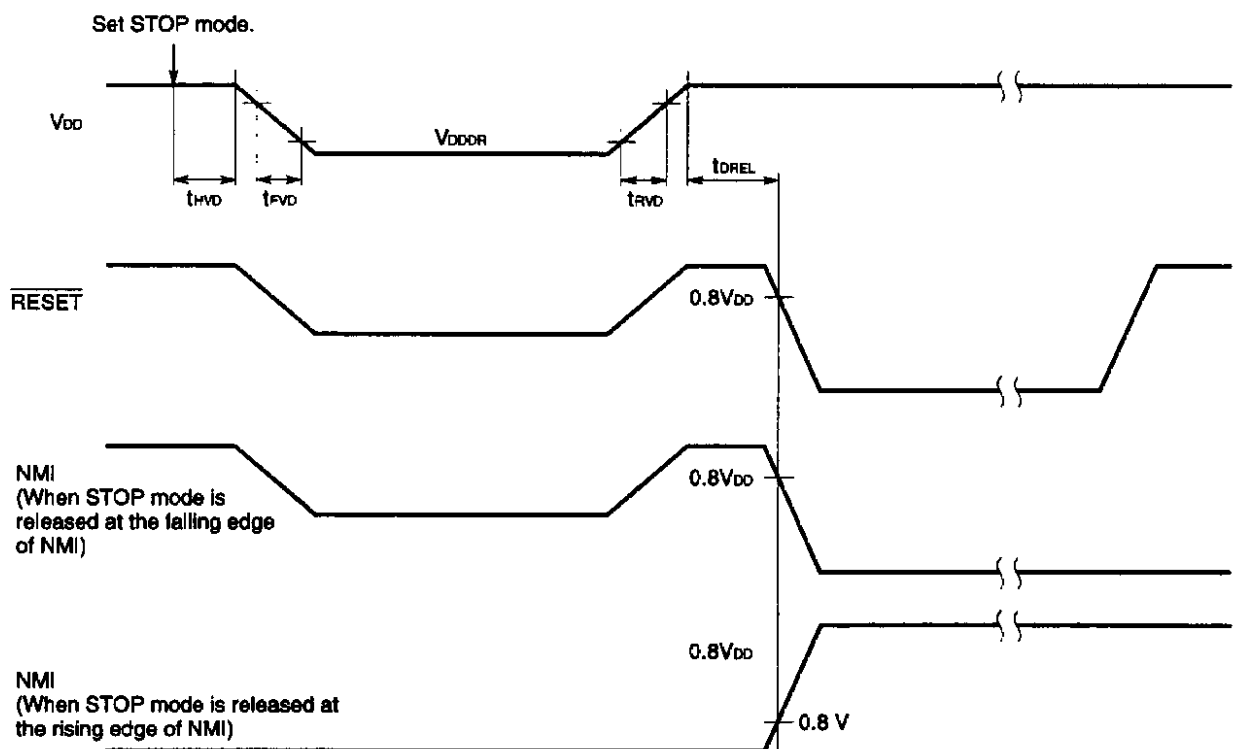 Set STOP mode.
VDD
VDDDR
tHVD
tFVD
tRVD
tDREL
RESET
0.8VDD
NMI
(When STOP mode is
released at the falling edge
of NMI)
0.8VDD
0.8VDD
NMI
(When STOP mode is released at
the rising edge of NMI)
0.8 V